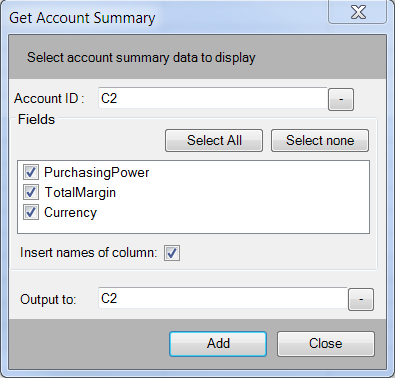 Get Account Summary
Select account summary data to display
Account ID : C2 -
Fields
Select All Select none
PurchasingPower
TotalMargin
Currency
Insert names of column:
Output to: C2 -
Add Close